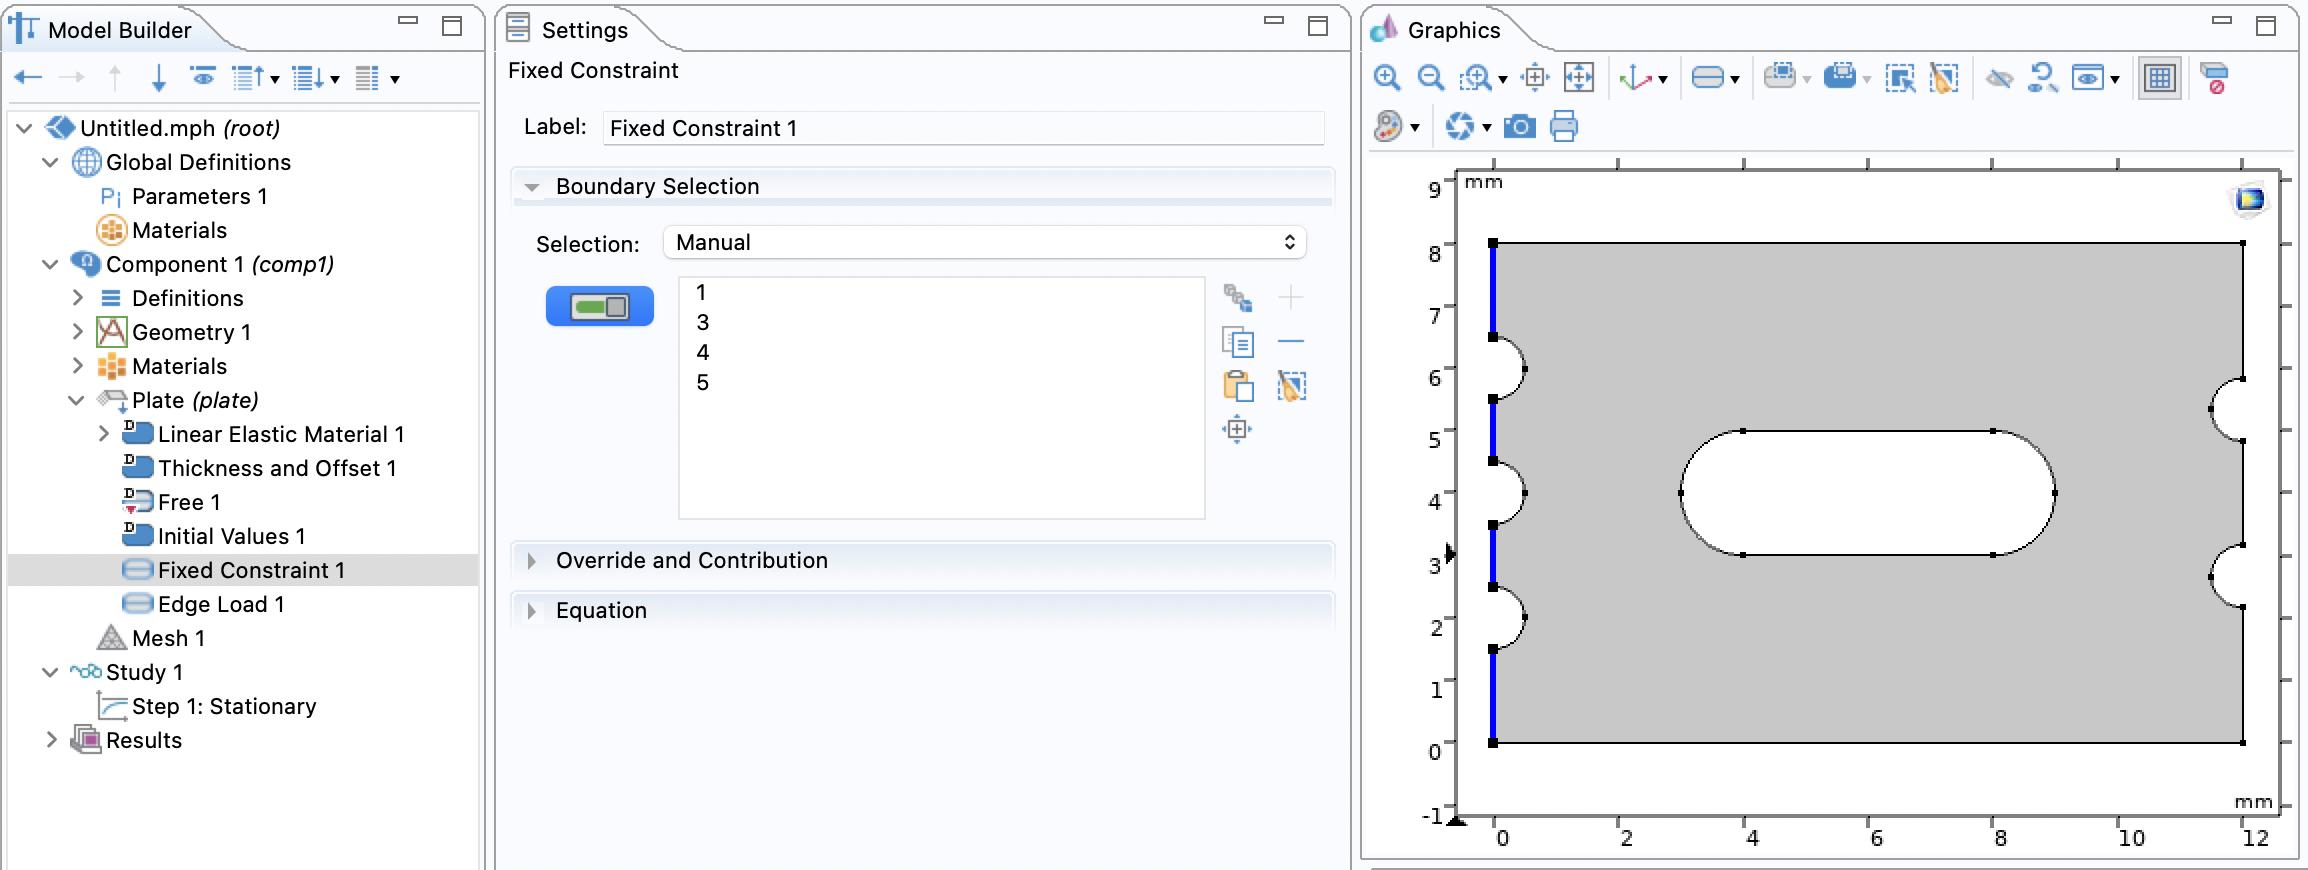 Model Builder
Untitled.mph (root)
Global Definitions
Pi Parameters 1
Materials
Component 1 (comp1)
Definitions
Geometry 1
Materials
Plate (plate)
D Linear Elastic Material 1
D Thickness and Offset 1
D Free 1
D Initial Values 1
Fixed Constraint 1
Edge Load 1
Mesh 1
Study 1
Step 1: Stationary
Results
Settings
Fixed Constraint
Label: Fixed Constraint 1
Boundary Selection
Selection: Manual
1
3
4
5
Override and Contribution
Equation
Graphics
mm
9
8
7
6
5
4
3
2
1
0
-1
mm
0 2 4 6 8 10 12